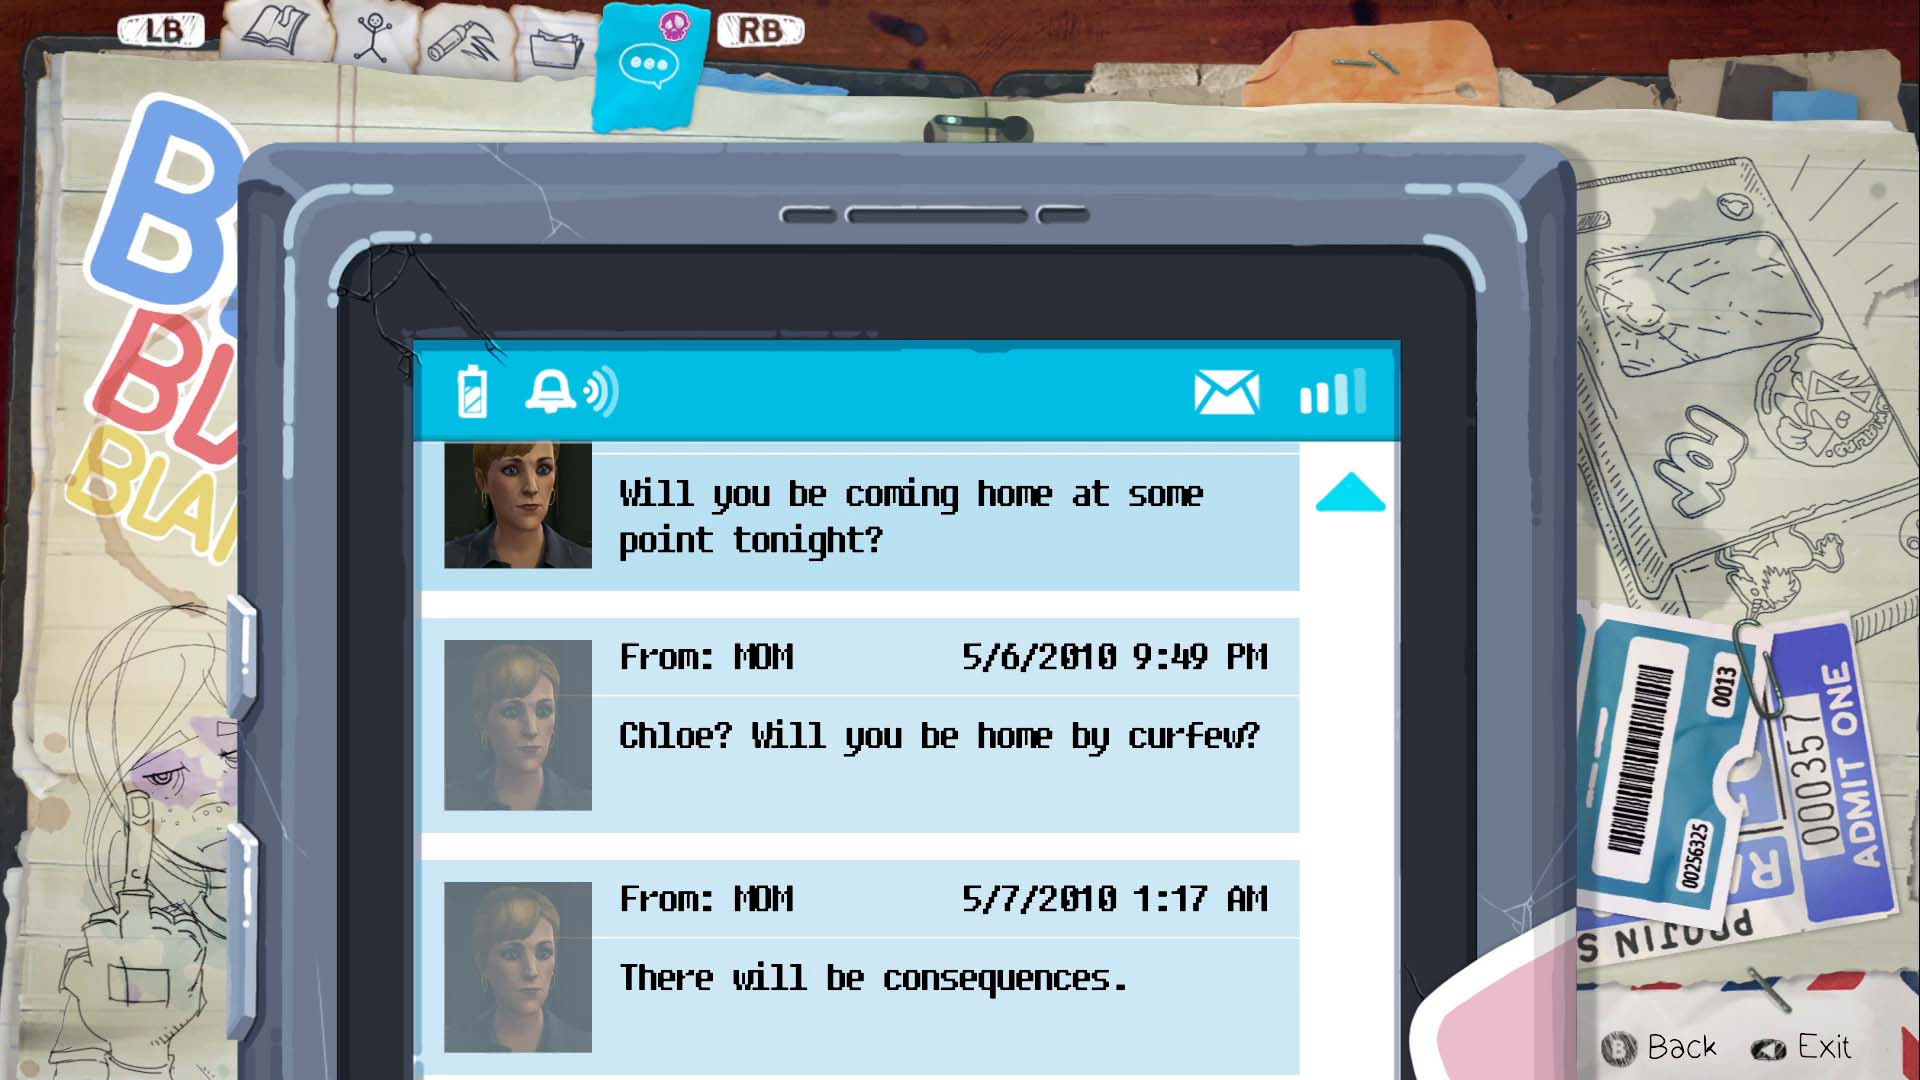 LB
RB
Will you be coming home at some
point tonight?
From: MOM 5/6/2010 9:49 PM
Chloe? Will you be home by curfew?
From: MOM 5/7/2010 1:17 AM
There will be consequences.
0013
00256325
000357
ADMIT ONE
B Back
Exit